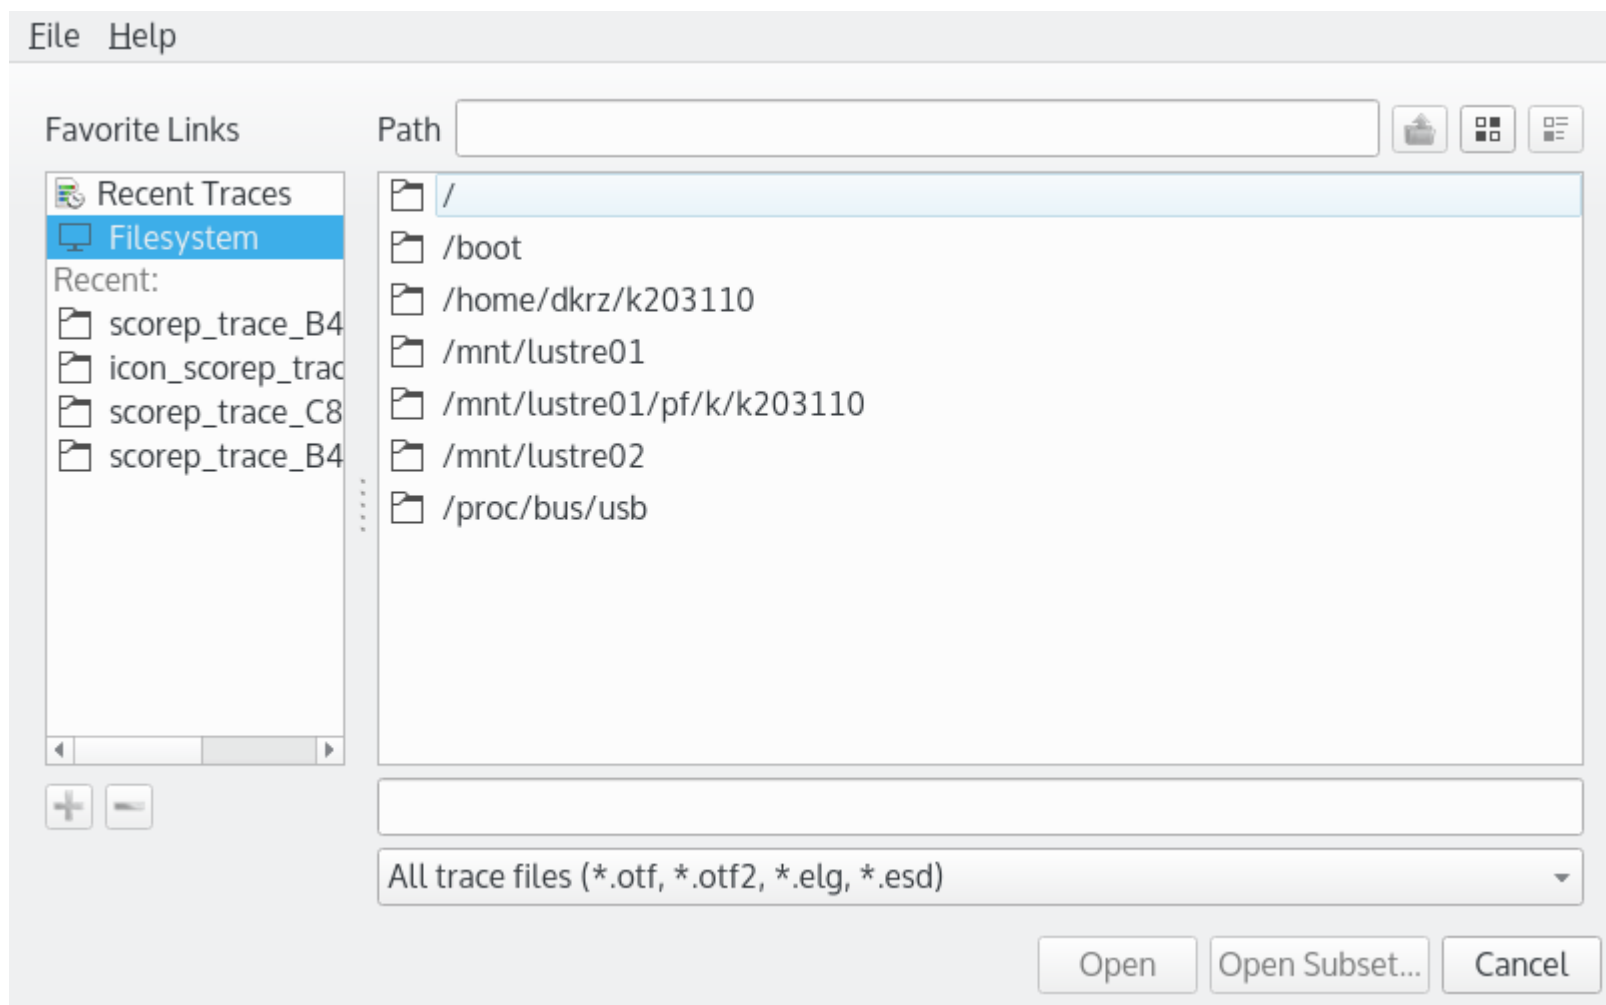 File Help
Favorite Links
Path
Recent Traces
Filesystem
Recent:
scorep_trace_B4
icon_scorep_trac
scorep_trace_C8
scorep_trace_B4
/
/boot
/home/dkrz/k203110
/mnt/lustre01
/mnt/lustre01/pf/k/k203110
/mnt/lustre02
/proc/bus/usb
All trace files (*.otf, *.otf2, *.elg, *.esd)
Open Open Subset... Cancel